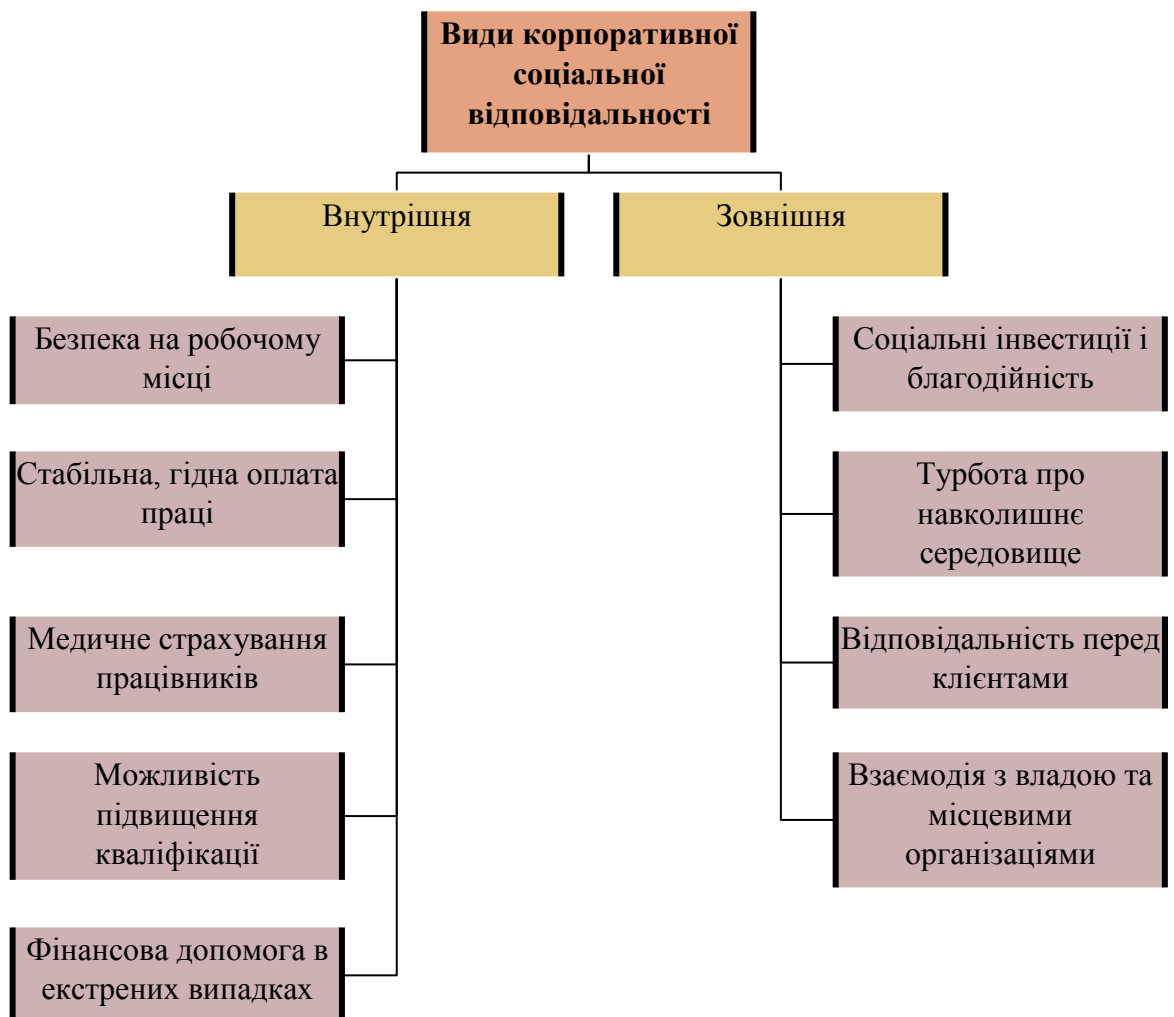 Види корпоративної
соціальної
відповідальності
Внутрішня
Зовнішня
Безпека на робочому
місці
Стабільна, гідна оплата
праці
Медичне страхування
працівників
Можливість
підвищення
кваліфікації
Фінансова допомога в
екстрених випадках
Соціальні інвестиції і
благодійність
Турбота про
навколишнє
середовище
Відповідальність перед
клієнтами
Взаємодія з владою та
місцевими
організаціями